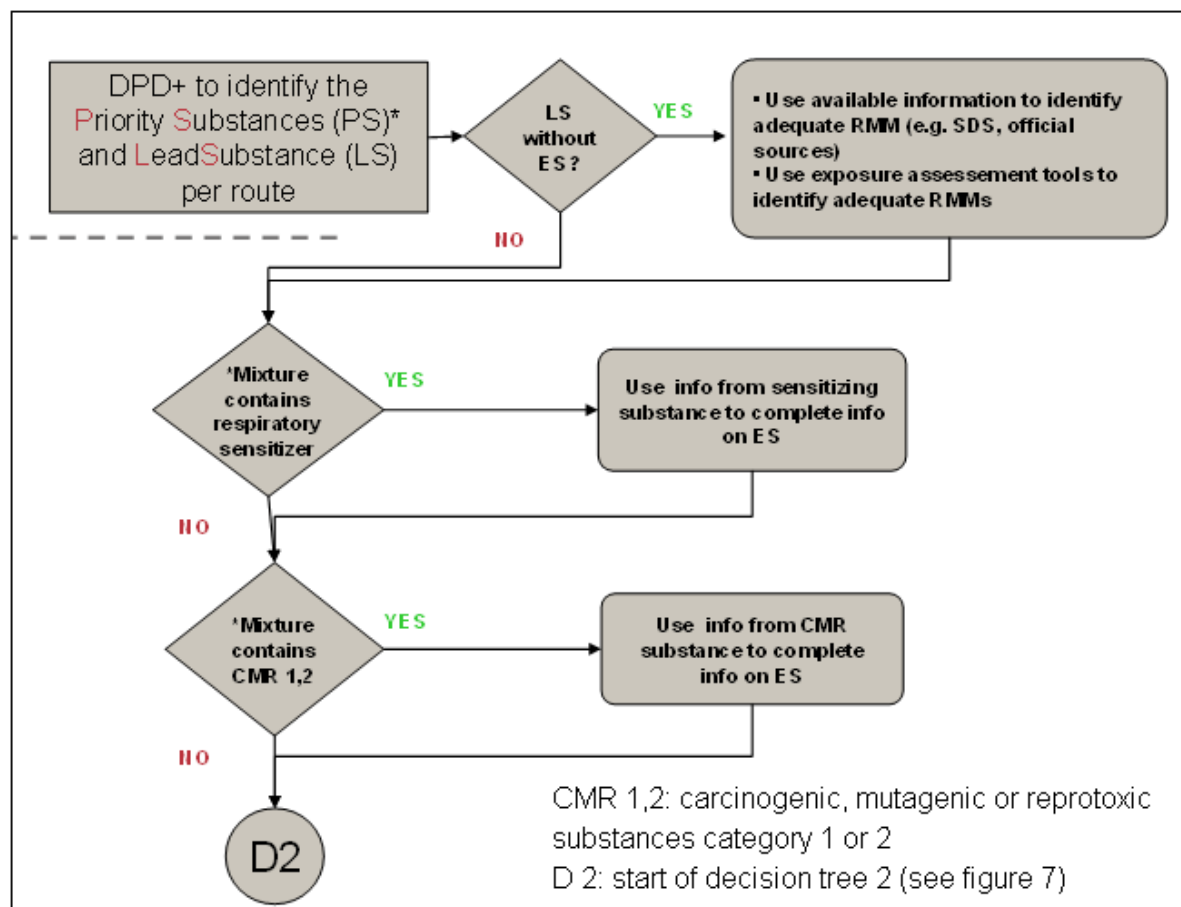 DPD+ to identify the
Priority Substances (PS)*
and LeadSubstance (LS)
per route
LS
without
ES?
YES
▪ Use available information to identify
adequate RMM (e.g. SDS, official
sources)
▪ Use exposure assessement tools to
identify adequate RMMs
NO
*Mixture
contains
respiratory
sensitizer
YES
Use info from sensitizing
substance to complete info
on ES
NO
*Mixture
contains
CMR 1,2
YES
Use info from CMR
substance to complete
info on ES
NO
D2
CMR 1,2: carcinogenic, mutagenic or reprotoxic
substances category 1 or 2
D 2: start of decision tree 2 (see figure 7)